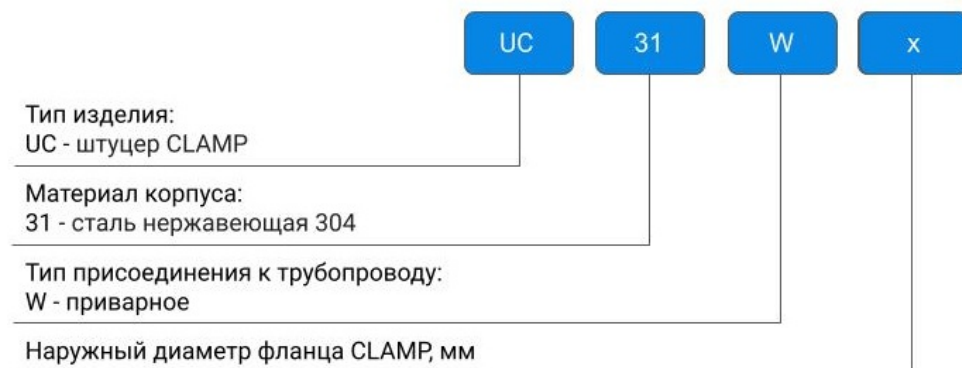 UC 31 W x
Тип изделия:
UC - штуцер CLAMP
Материал корпуса:
31 - сталь нержавеющая 304
Тип присоединения к трубопроводу:
W - приварное
Наружный диаметр фланца CLAMP, мм